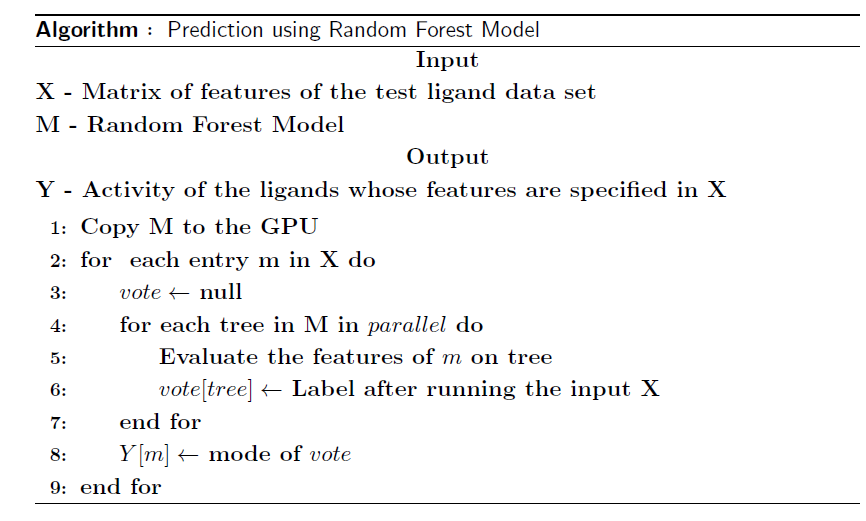 Algorithm : Prediction using Random Forest Model
Input
X - Matrix of features of the test ligand data set
M - Random Forest Model
Output
Y - Activity of the ligands whose features are specified in X
1: Copy M to the GPU
2: for each entry m in X do
3: vote ← null
4: for each tree in M in parallel do
5: Evaluate the features of m on tree
6: vote[tree] ← Label after running the input X
7: end for
8: Y[m] ← mode of vote
9: end for